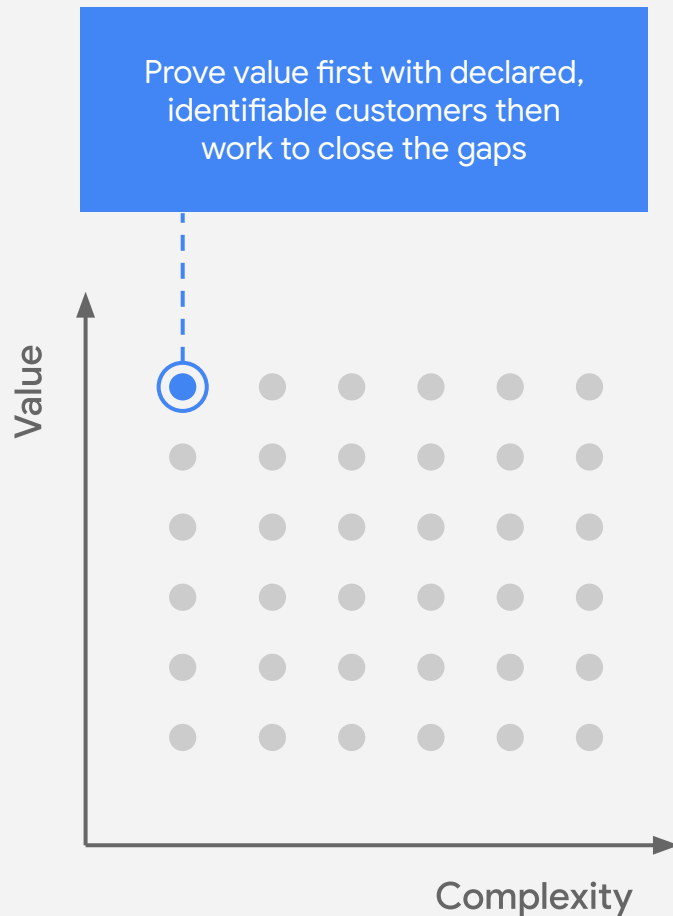 Prove value first with declared,
identifiable customers then
work to close the gaps
Value
Complexity